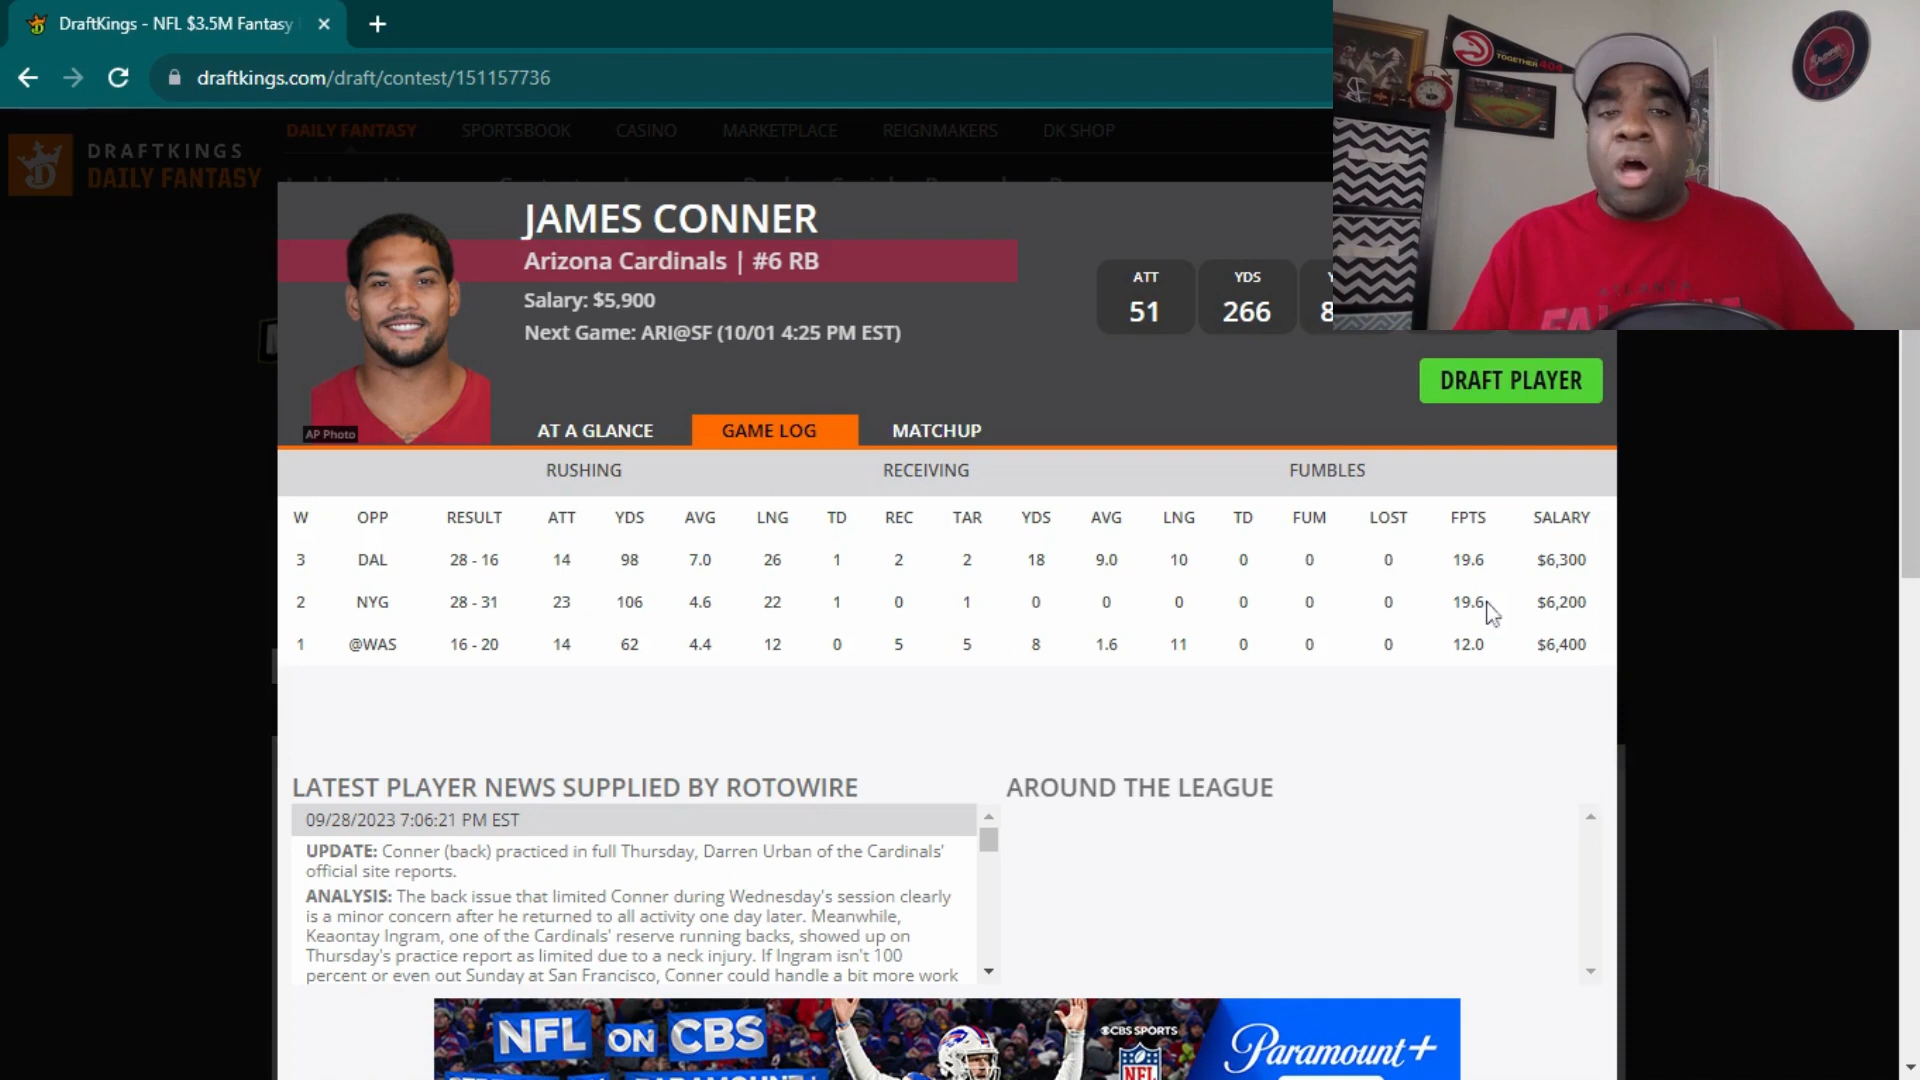 DraftKings - NFL $3.5M Fantasy
draftkings.com/draft/contest/151157736
DRAFTKINGS
DAILY FANTASY
DAILY FANTASY SPORTSBOOK CASINO MARKETPLACE REIGNMAKERS DK SHOP
TOGETHER 404
JAMES CONNER
Arizona Cardinals | #6 RB
Salary: $5,900
Next Game: ARI@SF (10/01 4:25 PM EST)
ATT YDS
51 266 8
AP Photo
DRAFT PLAYER
AT A GLANCE GAME LOG MATCHUP
RUSHING RECEIVING FUMBLES
W OPP RESULT ATT YDS AVG LNG TD REC TAR YDS AVG LNG TD FUM LOST FPTS SALARY
3 DAL 28 - 16 14 98 7.0 26 1 2 2 18 9.0 10 0 0 0 19.6 $6,300
2 NYG 28 - 31 23 106 4.6 22 1 0 1 0 0 0 0 0 0 19.6 $6,200
1 @WAS 16 - 20 14 62 4.4 12 0 5 5 8 1.6 11 0 0 0 12.0 $6,400
LATEST PLAYER NEWS SUPPLIED BY ROTOWIRE
AROUND THE LEAGUE
09/28/2023 7:06:21 PM EST
UPDATE: Conner (back) practiced in full Thursday, Darren Urban of the Cardinals'
official site reports.
ANALYSIS: The back issue that limited Conner during Wednesday's session clearly
is a minor concern after he returned to all activity one day later. Meanwhile,
Keaontay Ingram, one of the Cardinals' reserve running backs, showed up on
Thursday's practice report as limited due to a neck injury. If Ingram isn't 100
percent or even out Sunday at San Francisco, Conner could handle a bit more work
NFL ON CBS
CBS SPORTS
NFL
Paramount+